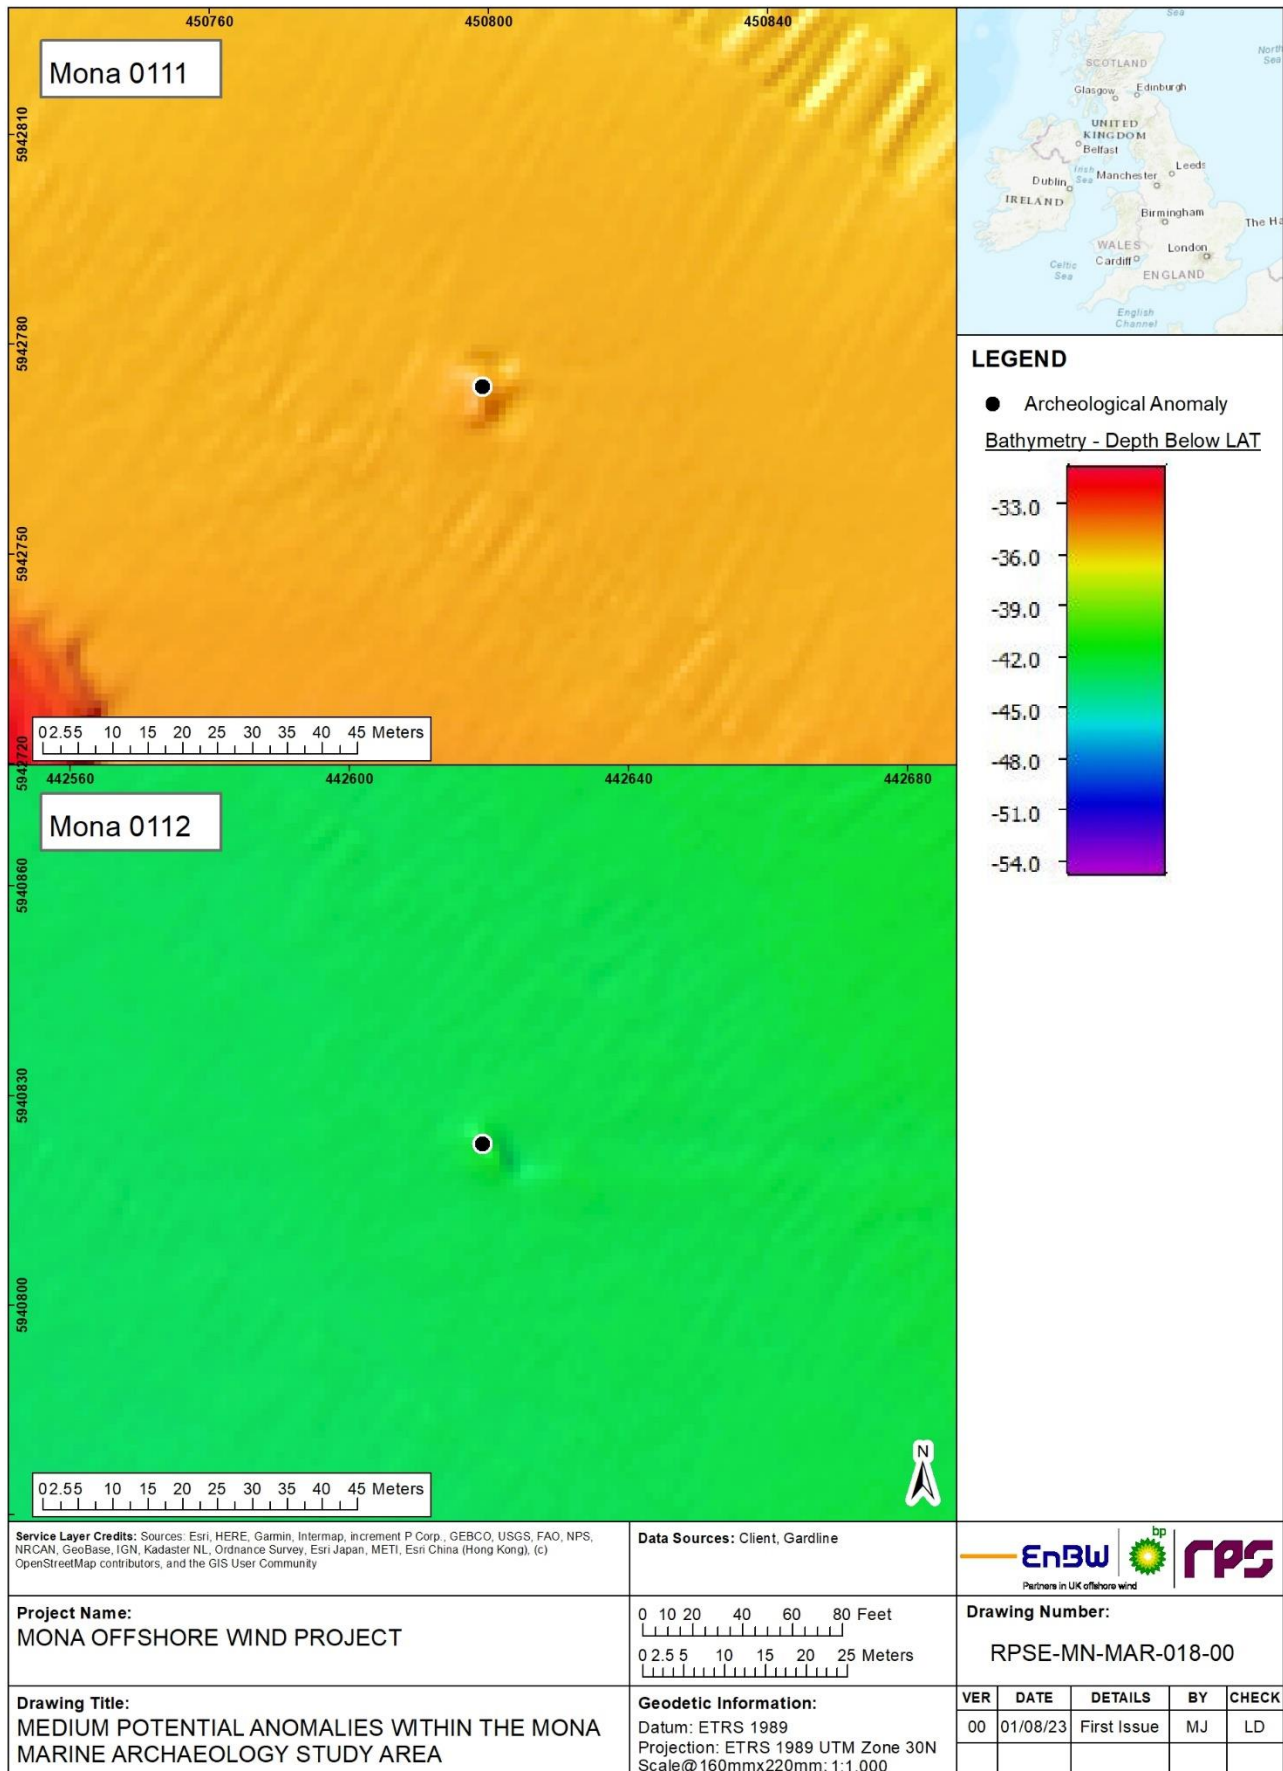 450760 450800 450840
Mona 0111
5942810
5942780
5942750
5942720
02.55 10 15 20 25 30 35 40 45 Meters
442560 442600 442640 442680
Mona 0112
5940860
5940830
5940800
02.55 10 15 20 25 30 35 40 45 Meters
N
Sea
North
Sea
SCOTLAND
Glasgow Edinburgh
UNITED
KINGDOM
Belfast
Leeds
Irish
Sea
Manchester
Dublin
IRELAND
Birmingham
The Ha
WALES
London
Cardiff
Celtic
Sea
ENGLAND
English
Channel
LEGEND
Archeological Anomaly
Bathymetry - Depth Below LAT
-33.0
-36.0
-39.0
-42.0
-45.0
-48.0
-51.0
-54.0
Service Layer Credits: Sources: Esri, HERE, Garmin, Intermap, increment P Corp., GEBCO, USGS, FAO, NPS,
NRCAN, GeoBase, IGN, Kadaster NL, Ordnance Survey, Esri Japan, METI, Esri China (Hong Kong), (c)
OpenStreetMap contributors, and the GIS User Community
Data Sources: Client, Gardline
EnBW bp rps
Partners in UK offshore wind
Project Name:
MONA OFFSHORE WIND PROJECT
0 10 20 40 60 80 Feet
0 2.5 5 10 15 20 25 Meters
Drawing Number:
RPSE-MN-MAR-018-00
Drawing Title:
MEDIUM POTENTIAL ANOMALIES WITHIN THE MONA
MARINE ARCHAEOLOGY STUDY AREA
Geodetic Information:
Datum: ETRS 1989
Projection: ETRS 1989 UTM Zone 30N
Scale@160mmx220mm: 1:1,000
VER DATE DETAILS BY CHECK
00 01/08/23 First Issue MJ LD